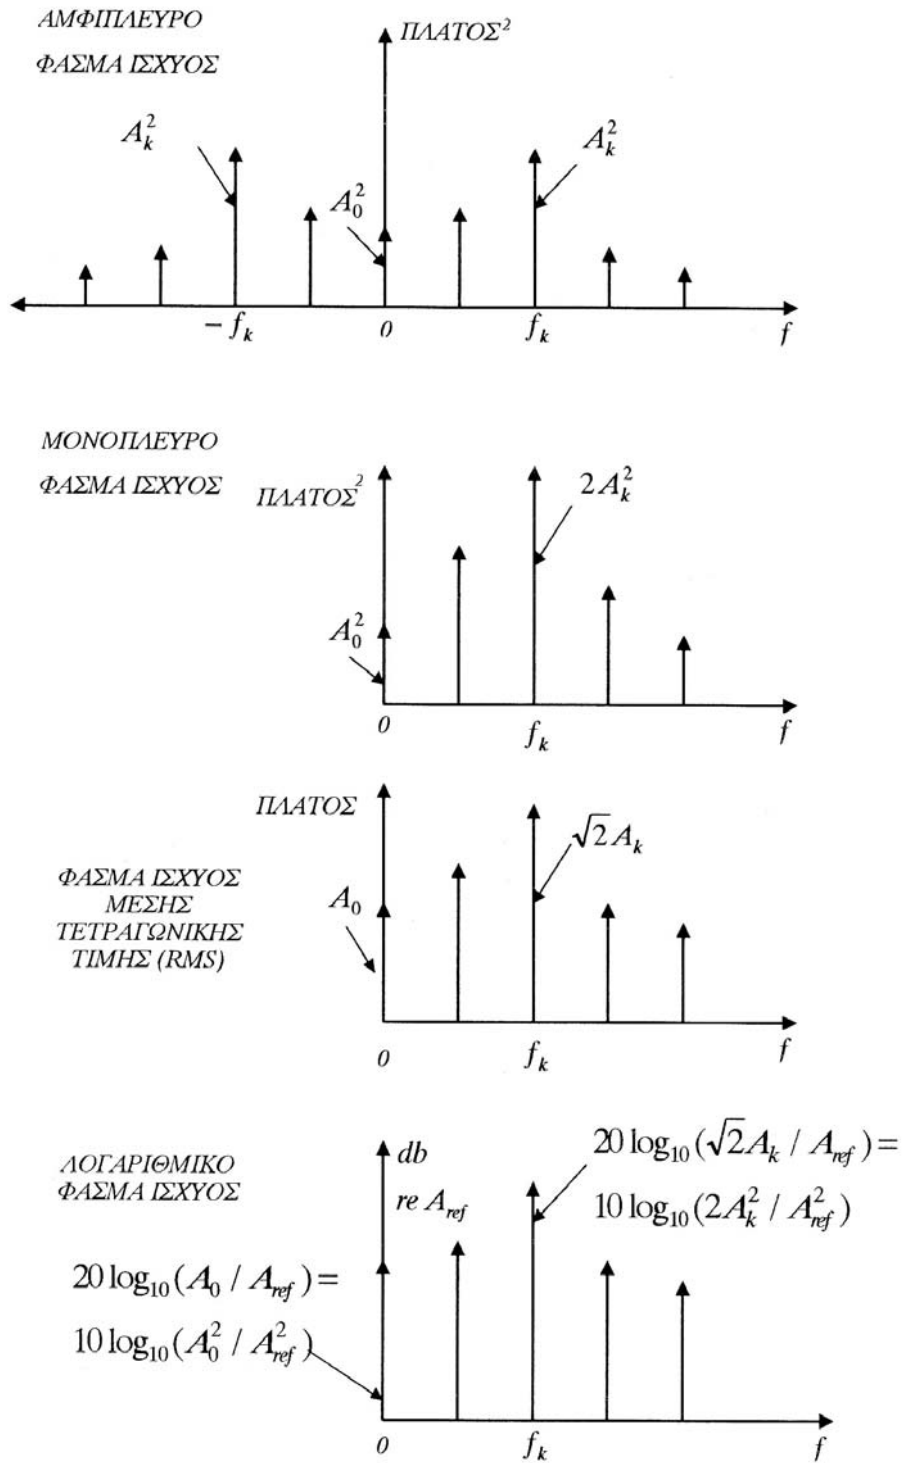 ΑΜΦΙΠΛΕΥΡΟ
ΦΑΣΜΑ ΙΣΧΥΟΣ
ΠΛΑΤΟΣ²
A_k^2
A_0^2
A_k^2
− f_k
0
f_k
f
ΜΟΝΟΠΛΕΥΡΟ
ΦΑΣΜΑ ΙΣΧΥΟΣ
ΠΛΑΤΟΣ²
2A_k^2
A_0^2
0
f_k
f
ΠΛΑΤΟΣ
√2 A_k
ΦΑΣΜΑ ΙΣΧΥΟΣ
ΜΕΣΗΣ
ΤΕΤΡΑΓΩΝΙΚΗΣ
ΤΙΜΗΣ (RMS)
A_0
0
f_k
f
ΛΟΓΑΡΙΘΜΙΚΟ
ΦΑΣΜΑ ΙΣΧΥΟΣ
db
re A_ref
20 log_10 (√2 A_k / A_ref) =
10 log_10 (2A_k^2 / A_ref^2)
20 log_10 (A_0 / A_ref) =
10 log_10 (A_0^2 / A_ref^2)
0
f_k
f